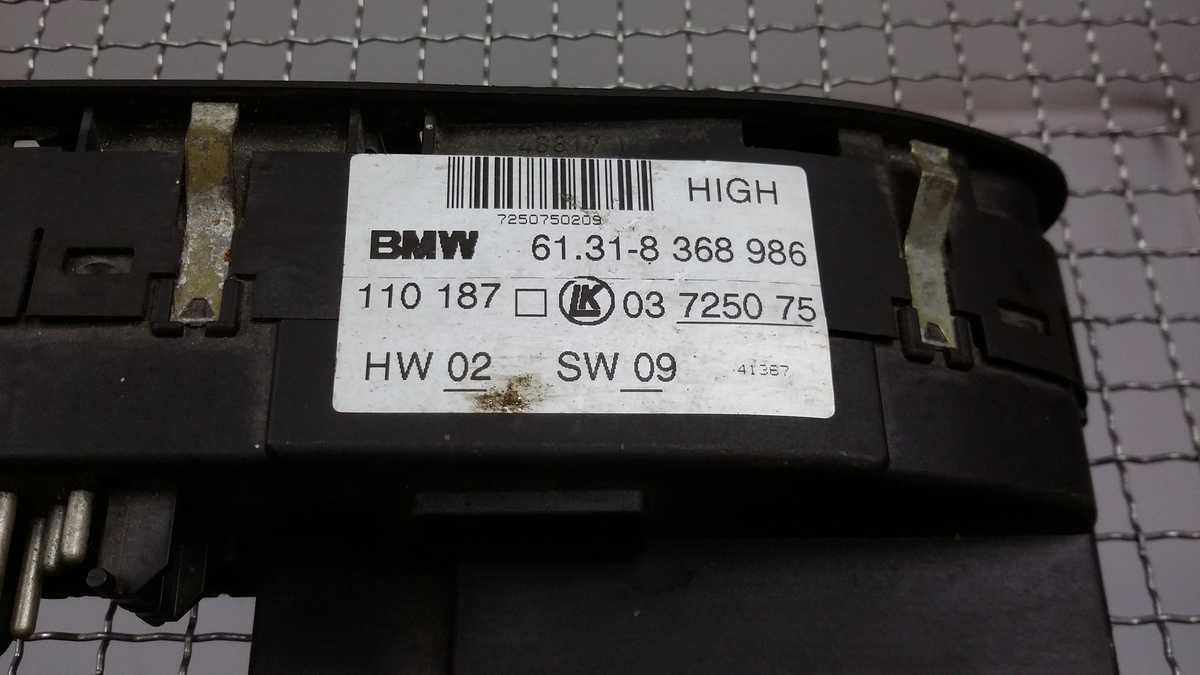 HIGH
7250750209
BMW 61.31-8 368 986
110 187 LK 03 7250 75
HW 02 SW 09 41387